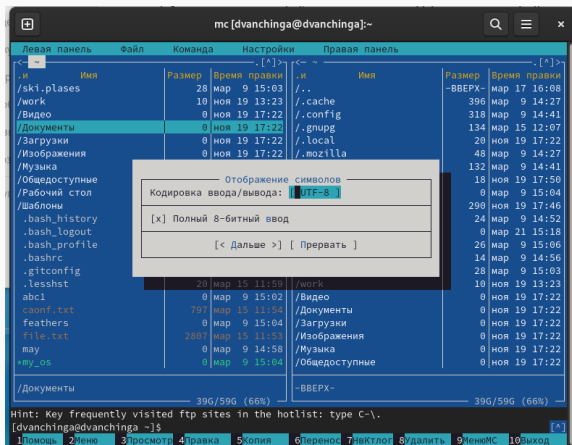 mc [dvanchinga@dvanchinga]:~
Левая панель Файл Команда Настройки Правая панель
<- ~ .[^]> <- ~ .[^]>
.и Имя Размер Время правки .и Имя Размер Время правки
/ski.plases 28 мар 9 15:03 /.. -ВВЕРХ- мар 17 16:08
/work 10 ноя 19 13:23 /.cache 396 мар 9 14:27
/Видео 0 ноя 19 17:22 /.config 318 мар 9 14:41
/Документы 0 ноя 19 17:22 /.gnupg 134 мар 15 12:07
/Загрузки 0 ноя 19 17:22 /.local 20 ноя 19 17:22
/Изображения 0 ноя 19 17:22 /.mozilla 48 мар 9 14:27
/Музыка 132 мар 9 14:41
/Общедоступные 18 ноя 19 17:50
/Рабочий стол 0 мар 9 15:04
/Шаблоны 290 ноя 19 17:46
.bash_history 24 мар 9 14:52
.bash_logout 0 мар 21 15:18
.bash_profile 26 мар 9 15:06
.bashrc 14 мар 9 14:56
.gitconfig 28 мар 9 15:03
.lesshst 20 мар 15 11:59 /work 10 ноя 19 13:23
abc1 0 мар 9 15:02 /Видео 0 ноя 19 17:22
caonf.txt 797 мар 15 11:54 /Документы 0 ноя 19 17:22
feathers 0 мар 9 15:04 /Загрузки 0 ноя 19 17:22
file.txt 2807 мар 15 11:53 /Изображения 0 ноя 19 17:22
may 0 мар 9 14:58 /Музыка 0 ноя 19 17:22
*my_os 0 мар 9 15:04 /Общедоступные 0 ноя 19 17:22
Отображение символов
Кодировка ввода/вывода: [ UTF-8 ]
[x] Полный 8-битный ввод
[< Дальше >] [ Прервать ]
/Документы -ВВЕРХ-
39G/59G (66%) 39G/59G (66%)
Hint: Key frequently visited ftp sites in the hotlist: type C-\.
[dvanchinga@dvanchinga ~]$ [^]
1Помощь 2Меню 3Просмотр 4Правка 5Копия 6Перенос 7НвКтлог 8Удалить 9МенюМС 10Выход